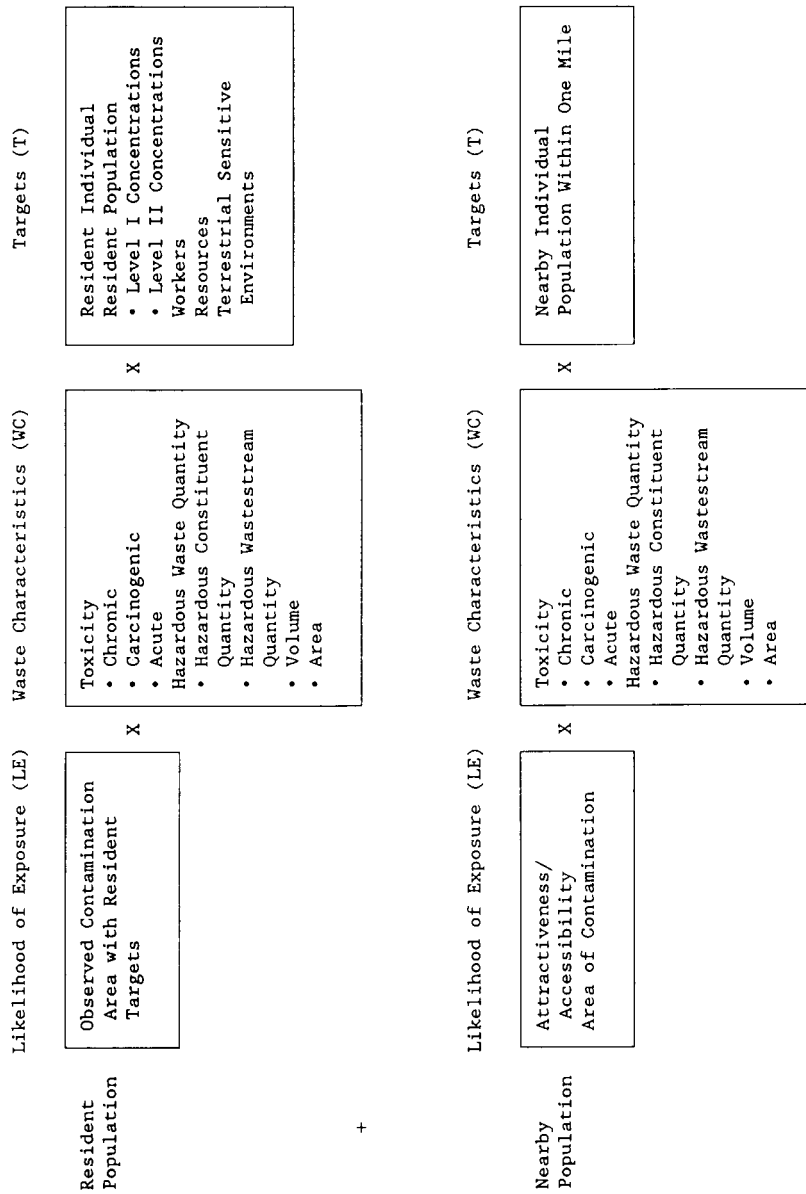 Resident
Population
Likelihood of Exposure (LE)
Observed Contamination
Area with Resident
Targets
X
Waste Characteristics (WC)
Toxicity
• Chronic
• Carcinogenic
• Acute
Hazardous Waste Quantity
• Hazardous Constituent
Quantity
• Hazardous Wastestream
Quantity
• Volume
• Area
X
Targets (T)
Resident Individual
Resident Population
• Level I Concentrations
• Level II Concentrations
Workers
Resources
Terrestrial Sensitive
Environments
+
Nearby
Population
Likelihood of Exposure (LE)
Attractiveness/
Accessibility
Area of Contamination
X
Waste Characteristics (WC)
Toxicity
• Chronic
• Carcinogenic
• Acute
Hazardous Waste Quantity
• Hazardous Constituent
Quantity
• Hazardous Wastestream
Quantity
• Volume
• Area
X
Targets (T)
Nearby Individual
Population Within One Mile